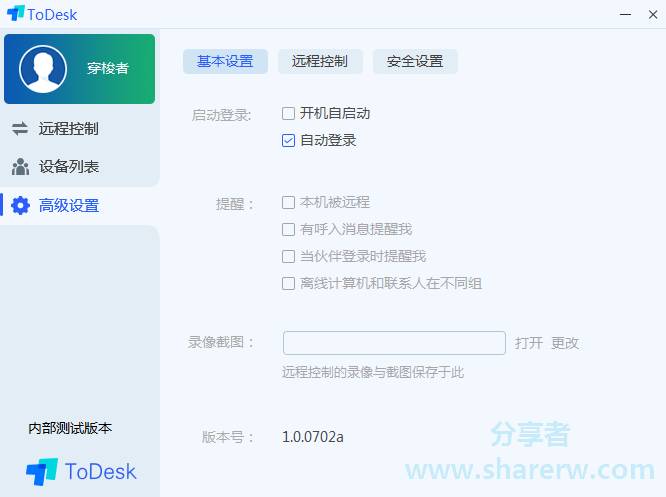 ToDesk
穿梭者
远程控制
设备列表
高级设置
内部测试版本
ToDesk
基本设置 远程控制 安全设置
启动登录: 开机自启动
自动登录
提醒： 本机被远程
有呼入消息提醒我
当伙伴登录时提醒我
离线计算机和联系人在不同组
录像截图： 打开 更改
远程控制的录像与截图保存于此
版本号： 1.0.0702a
分享者
www.sharerw.com